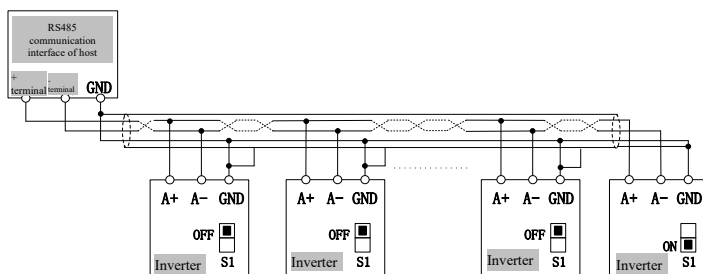 RS485
communication
interface of host
+
terminal
-
terminal
GND
A+ A- GND
A+ A- GND
A+ A- GND
A+ A- GND
OFF
OFF
OFF
ON
Inverter S1
Inverter S1
Inverter S1
Inverter S1